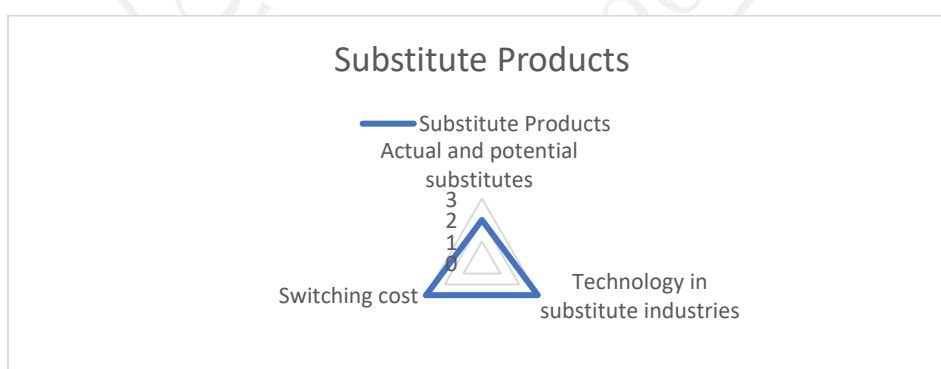 Substitute Products
Substitute Products
Actual and potential
substitutes
3
2
1
0
Switching cost
Technology in
substitute industries